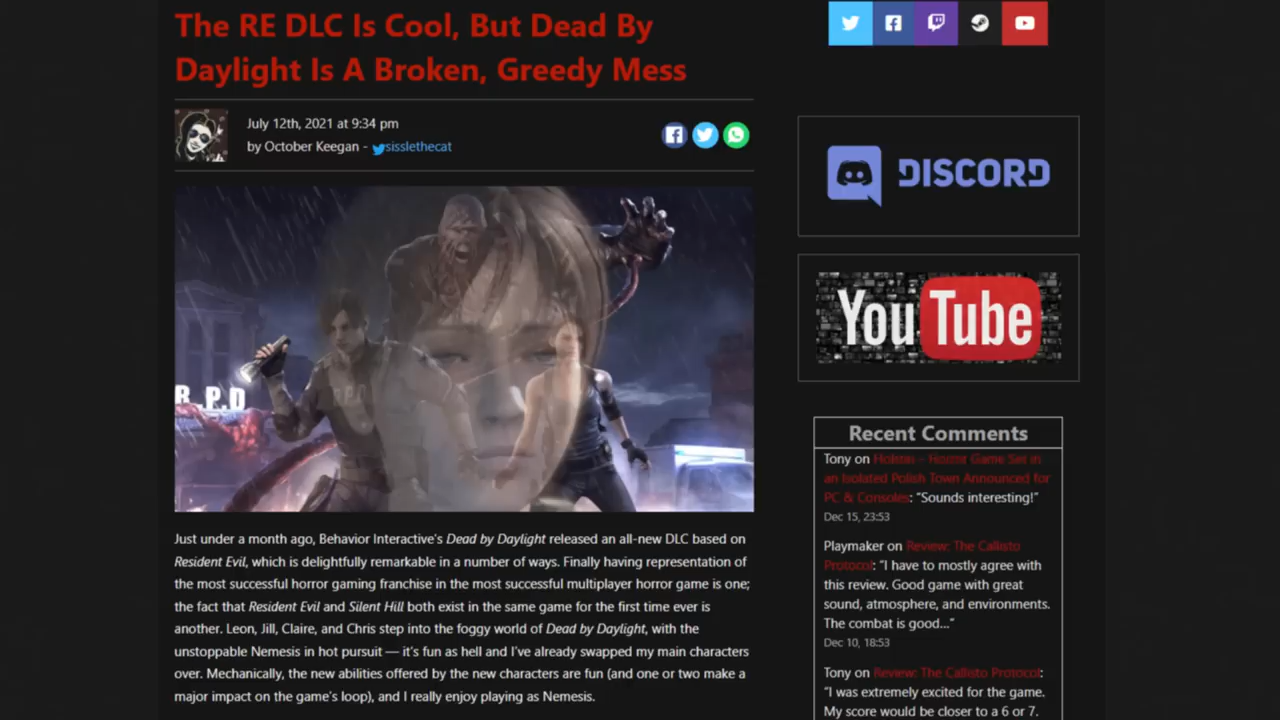 The RE DLC Is Cool, But Dead By
Daylight Is A Broken, Greedy Mess
July 12th, 2021 at 9:34 pm
by October Keegan - sisslethecat
R.P.D
Just under a month ago, Behavior Interactive's Dead by Daylight released an all-new DLC based on
Resident Evil, which is delightfully remarkable in a number of ways. Finally having representation of
the most successful horror gaming franchise in the most successful multiplayer horror game is one;
the fact that Resident Evil and Silent Hill both exist in the same game for the first time ever is
another. Leon, Jill, Claire, and Chris step into the foggy world of Dead by Daylight, with the
unstoppable Nemesis in hot pursuit — it's fun as hell and I've already swapped my main characters
over. Mechanically, the new abilities offered by the new characters are fun (and one or two make a
major impact on the game's loop), and I really enjoy playing as Nemesis.
DISCORD
YouTube
Recent Comments
Tony on Holstin – Horror Game Set in
an Isolated Polish Town Announced for
PC & Consoles: “Sounds interesting!”
Dec 15, 23:53
Playmaker on Review: The Callisto
Protocol: “I have to mostly agree with
this review. Good game with great
sound, atmosphere, and environments.
The combat is good…”
Dec 10, 18:53
Tony on Review: The Callisto Protocol:
“I was extremely excited for the game.
My score would be closer to a 6 or 7.